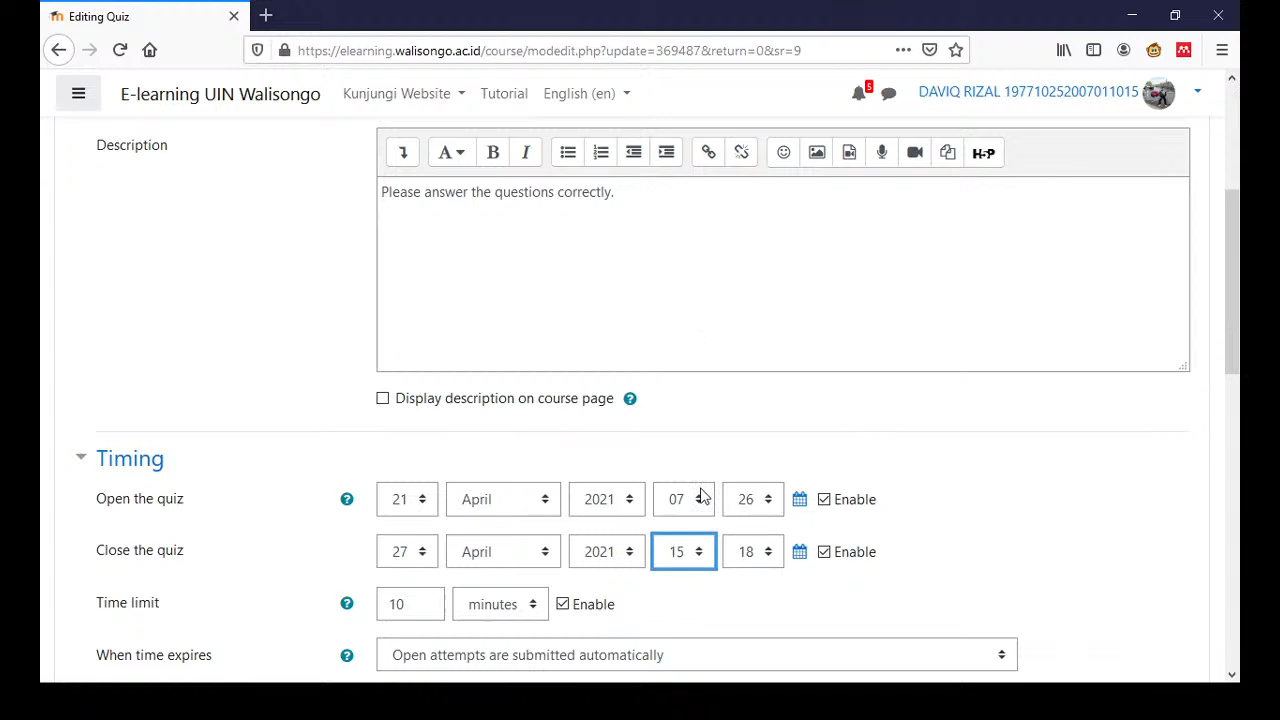 Editing Quiz
https://elearning.walisongo.ac.id/course/modedit.php?update=369487&return=0&sr=9
E-learning UIN Walisongo Kunjungi Website Tutorial English (en) 5 DAVIQ RIZAL 197710252007011015
Description
A B I H-P
Please answer the questions correctly.
Display description on course page
Timing
Open the quiz 21 April 2021 07 26 Enable
Close the quiz 27 April 2021 15 18 Enable
Time limit 10 minutes Enable
When time expires Open attempts are submitted automatically